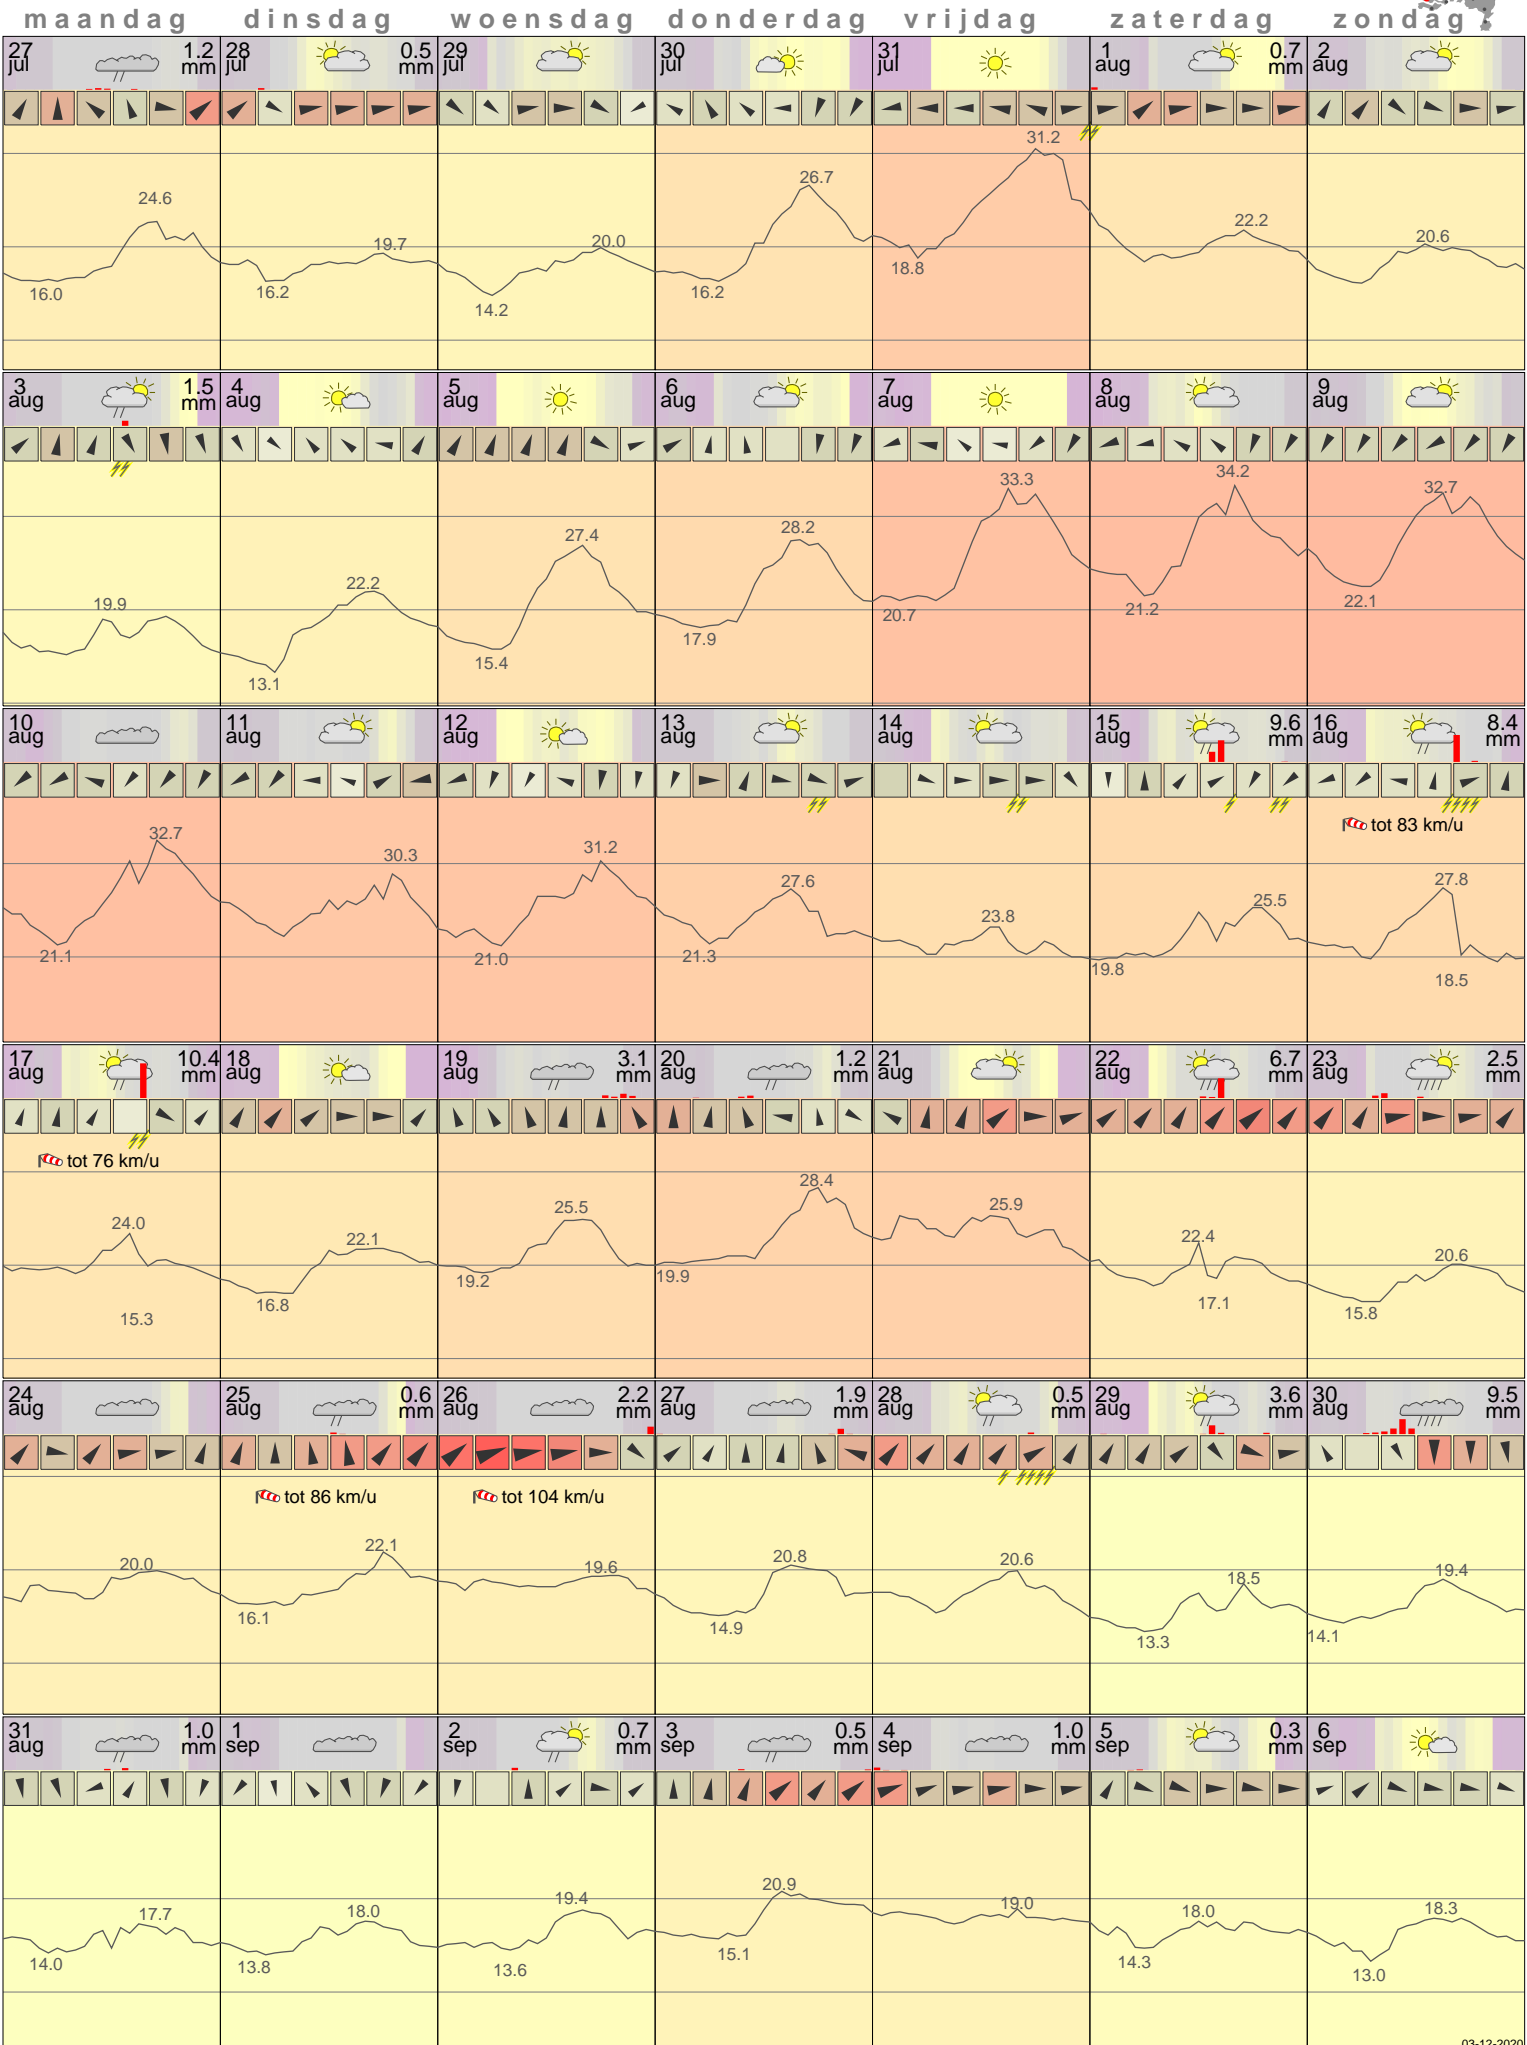 maandag dinsdag woensdag donderdag vrijdag zaterdag zondag
27 jul 1.2 mm 28 jul 0.5 mm 29 jul 30 jul 31 jul 1 aug 0.7 mm 2 aug
31.2
26.7
24.6
22.2
19.7 20.0 20.6
18.8
16.0 16.2 16.2
14.2
3 aug 1.5 mm 4 aug 5 aug 6 aug 7 aug 8 aug 9 aug
33.3 34.2 32.7
27.4 28.2
22.2
19.9 20.7 21.2 22.1
17.9
15.4
13.1
10 aug 11 aug 12 aug 13 aug 14 aug 15 aug 9.6 mm 16 aug 8.4 mm
tot 83 km/u
32.7 30.3 31.2
27.6 27.8
23.8 25.5
21.1 21.0 21.3 19.8 18.5
17 aug 10.4 mm 18 aug 19 aug 3.1 mm 20 aug 1.2 mm 21 aug 22 aug 6.7 mm 23 aug 2.5 mm
tot 76 km/u
28.4
25.5 25.9
24.0 22.1 22.4 20.6
19.2 19.9
15.3 16.8 17.1 15.8
24 aug 25 aug 0.6 mm 26 aug 2.2 mm 27 aug 1.9 mm 28 aug 0.5 mm 29 aug 3.6 mm 30 aug 9.5 mm
tot 86 km/u tot 104 km/u
20.0 22.1 19.6 20.8 20.6 18.5 19.4
16.1 14.9 13.3 14.1
31 aug 1.0 mm 1 sep 2 sep 0.7 mm 3 sep 0.5 mm 4 sep 1.0 mm 5 sep 0.3 mm 6 sep
17.7 18.0 19.4 20.9 19.0 18.0 18.3
14.0 13.8 13.6 15.1 14.3 13.0
03-12-2020